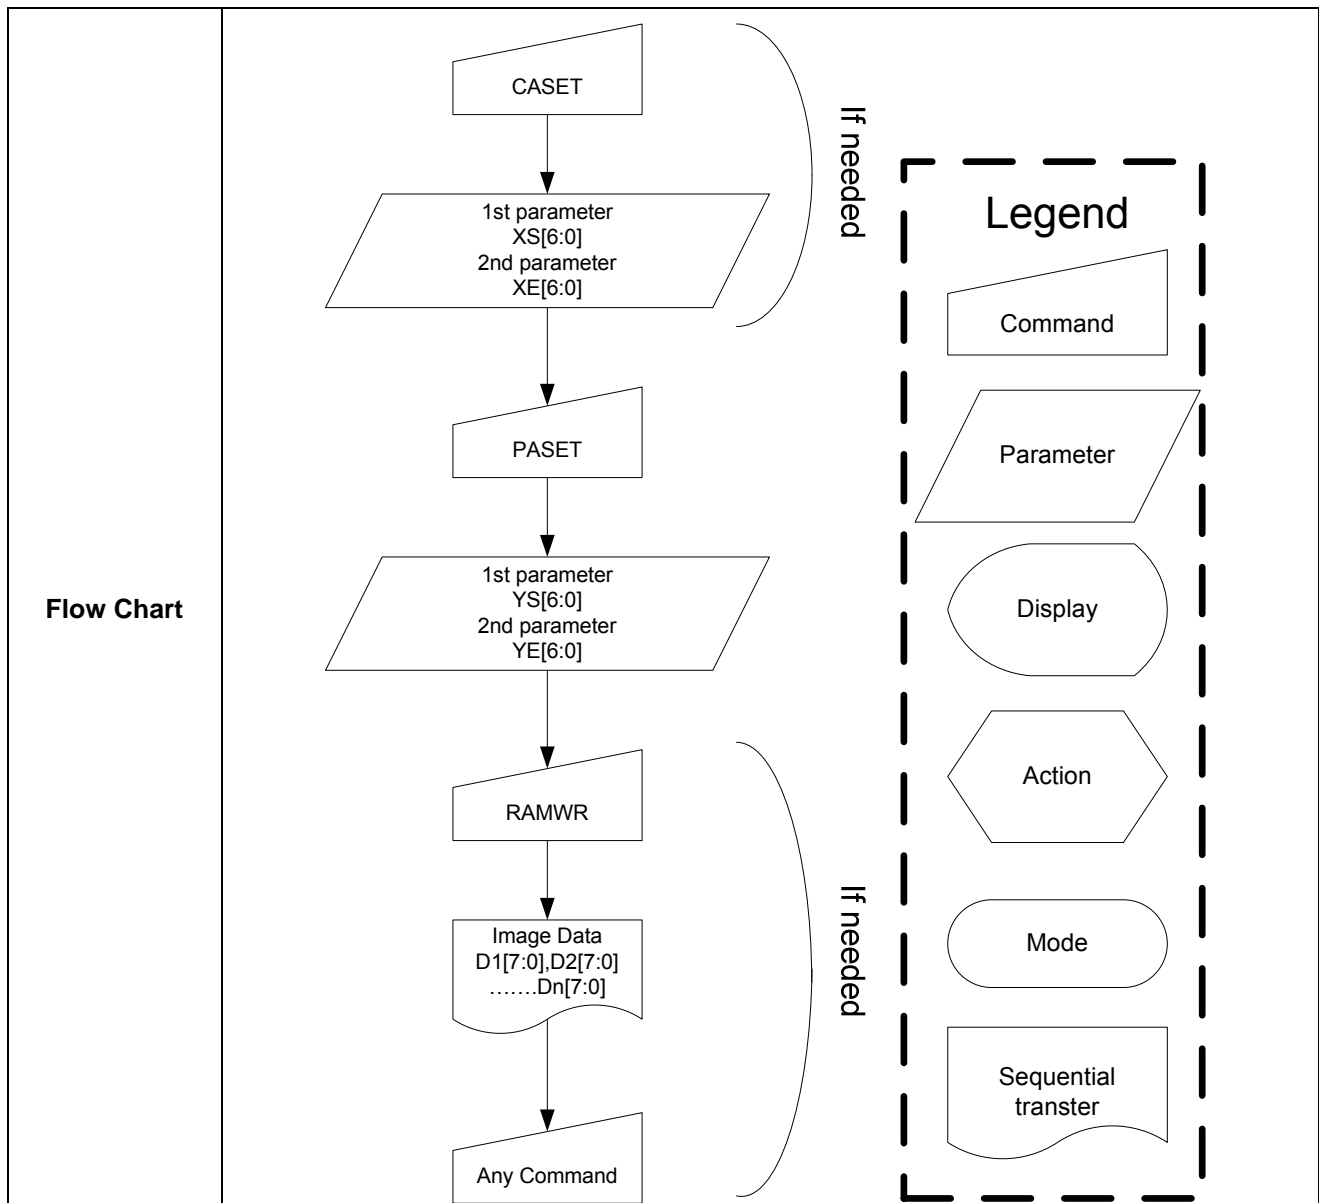 Flow Chart
CASET
1st parameter
XS[6:0]
2nd parameter
XE[6:0]
If needed
PASET
1st parameter
YS[6:0]
2nd parameter
YE[6:0]
RAMWR
Image Data
D1[7:0],D2[7:0]
…….Dn[7:0]
Any Command
If needed
Legend
Command
Parameter
Display
Action
Mode
Sequential
transter